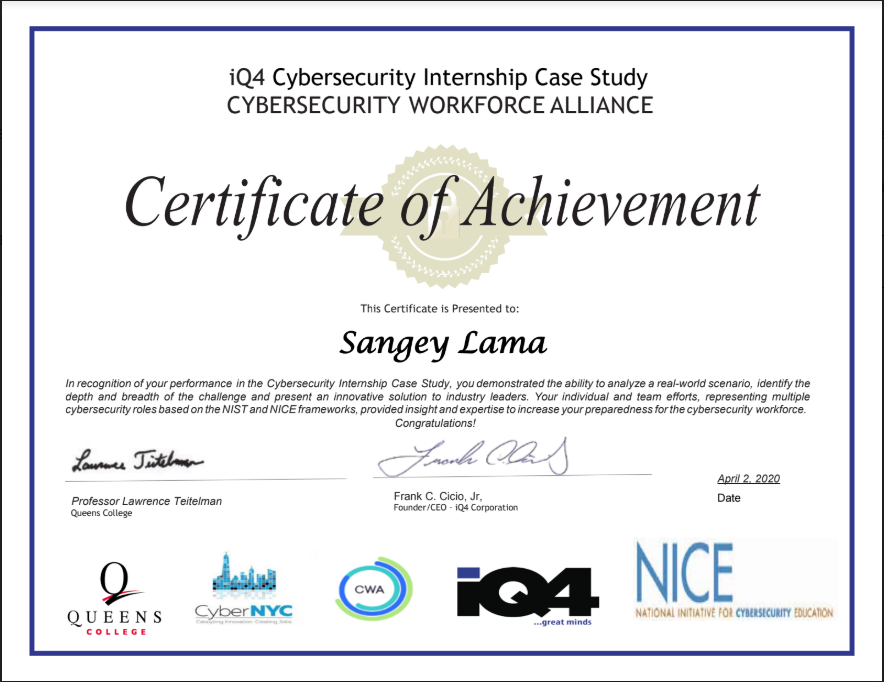 iQ4 Cybersecurity Internship Case Study
CYBERSECURITY WORKFORCE ALLIANCE
Certificate of Achievement
This Certificate is Presented to:
Sangey Lama
In recognition of your performance in the Cybersecurity Internship Case Study, you demonstrated the ability to analyze a real-world scenario, identify the
depth and breadth of the challenge and present an innovative solution to industry leaders. Your individual and team efforts, representing multiple
cybersecurity roles based on the NIST and NICE frameworks, provided insight and expertise to increase your preparedness for the cybersecurity workforce.
Congratulations!
Lawrence Teitelman
Frank C. Cicio
April 2, 2020
Professor Lawrence Teitelman
Frank C. Cicio, Jr,
Date
Queens College
Founder/CEO - iQ4 Corporation
Q
QUEENS
COLLEGE
CyberNYC
Catalyzing Innovation. Creating Jobs.
CWA
iQ4
...great minds
NICE
NATIONAL INITIATIVE FOR CYBERSECURITY EDUCATION